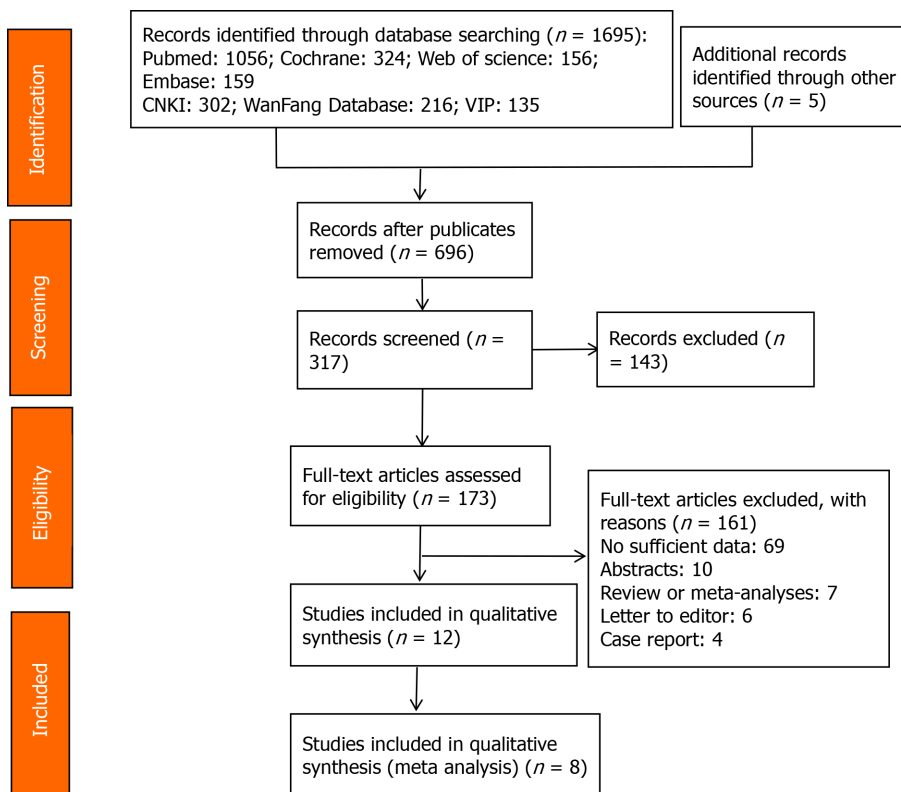 Identification
Records identified through database searching (n = 1695):
Pubmed: 1056; Cochrane: 324; Web of science: 156;
Embase: 159
CNKI: 302; WanFang Database: 216; VIP: 135
Additional records
identified through other
sources (n = 5)
Screening
Records after publicates
removed (n = 696)
Records screened (n =
317)
Records excluded (n
= 143)
Eligibility
Full-text articles assessed
for eligibility (n = 173)
Full-text articles excluded, with
reasons (n = 161)
No sufficient data: 69
Abstracts: 10
Review or meta-analyses: 7
Letter to editor: 6
Case report: 4
Included
Studies included in qualitative
synthesis (n = 12)
Studies included in qualitative
synthesis (meta analysis) (n = 8)